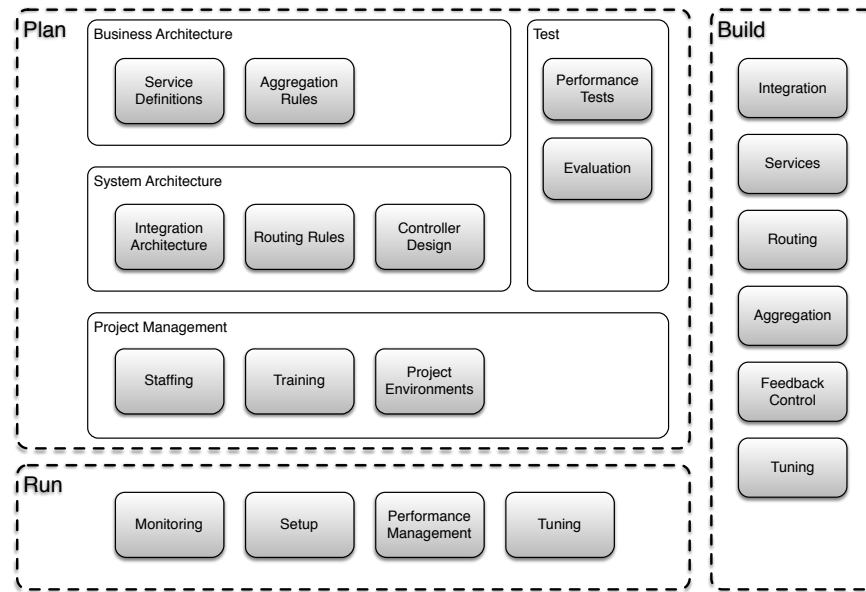 Plan
Business Architecture
Service
Definitions
Aggregation
Rules
System Architecture
Integration
Architecture
Routing Rules
Controller
Design
Test
Performance
Tests
Evaluation
Project Management
Staffing
Training
Project
Environments
Run
Monitoring
Setup
Performance
Management
Tuning
Build
Integration
Services
Routing
Aggregation
Feedback
Control
Tuning